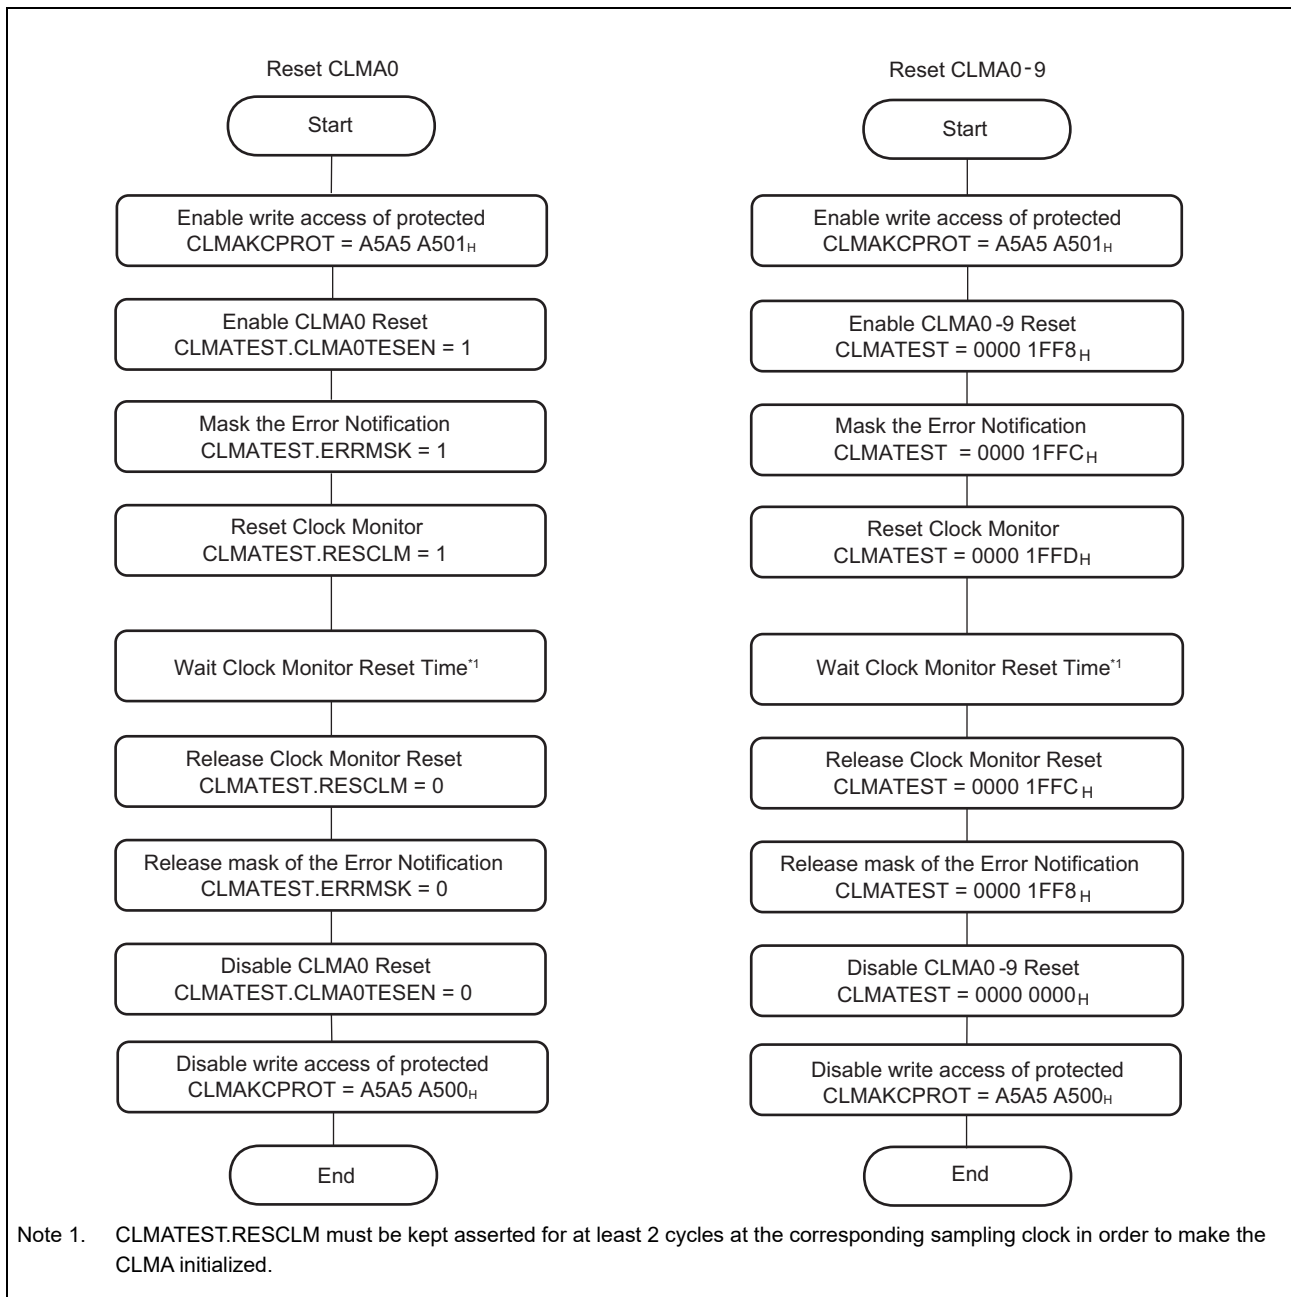 Reset CLMA0
Start
Enable write access of protected
CLMAKCPROT = A5A5 A501H
Enable CLMA0 Reset
CLMATEST.CLMA0TESEN = 1
Mask the Error Notification
CLMATEST.ERRMSK = 1
Reset Clock Monitor
CLMATEST.RESCLM = 1
Wait Clock Monitor Reset Time*1
Release Clock Monitor Reset
CLMATEST.RESCLM = 0
Release mask of the Error Notification
CLMATEST.ERRMSK = 0
Disable CLMA0 Reset
CLMATEST.CLMA0TESEN = 0
Disable write access of protected
CLMAKCPROT = A5A5 A500H
End
Reset CLMA0-9
Start
Enable write access of protected
CLMAKCPROT = A5A5 A501H
Enable CLMA0-9 Reset
CLMATEST = 0000 1FF8H
Mask the Error Notification
CLMATEST = 0000 1FFCH
Reset Clock Monitor
CLMATEST = 0000 1FFDH
Wait Clock Monitor Reset Time*1
Release Clock Monitor Reset
CLMATEST = 0000 1FFCH
Release mask of the Error Notification
CLMATEST = 0000 1FF8H
Disable CLMA0-9 Reset
CLMATEST = 0000 0000H
Disable write access of protected
CLMAKCPROT = A5A5 A500H
End
Note 1. CLMATEST.RESCLM must be kept asserted for at least 2 cycles at the corresponding sampling clock in order to make the
CLMA initialized.